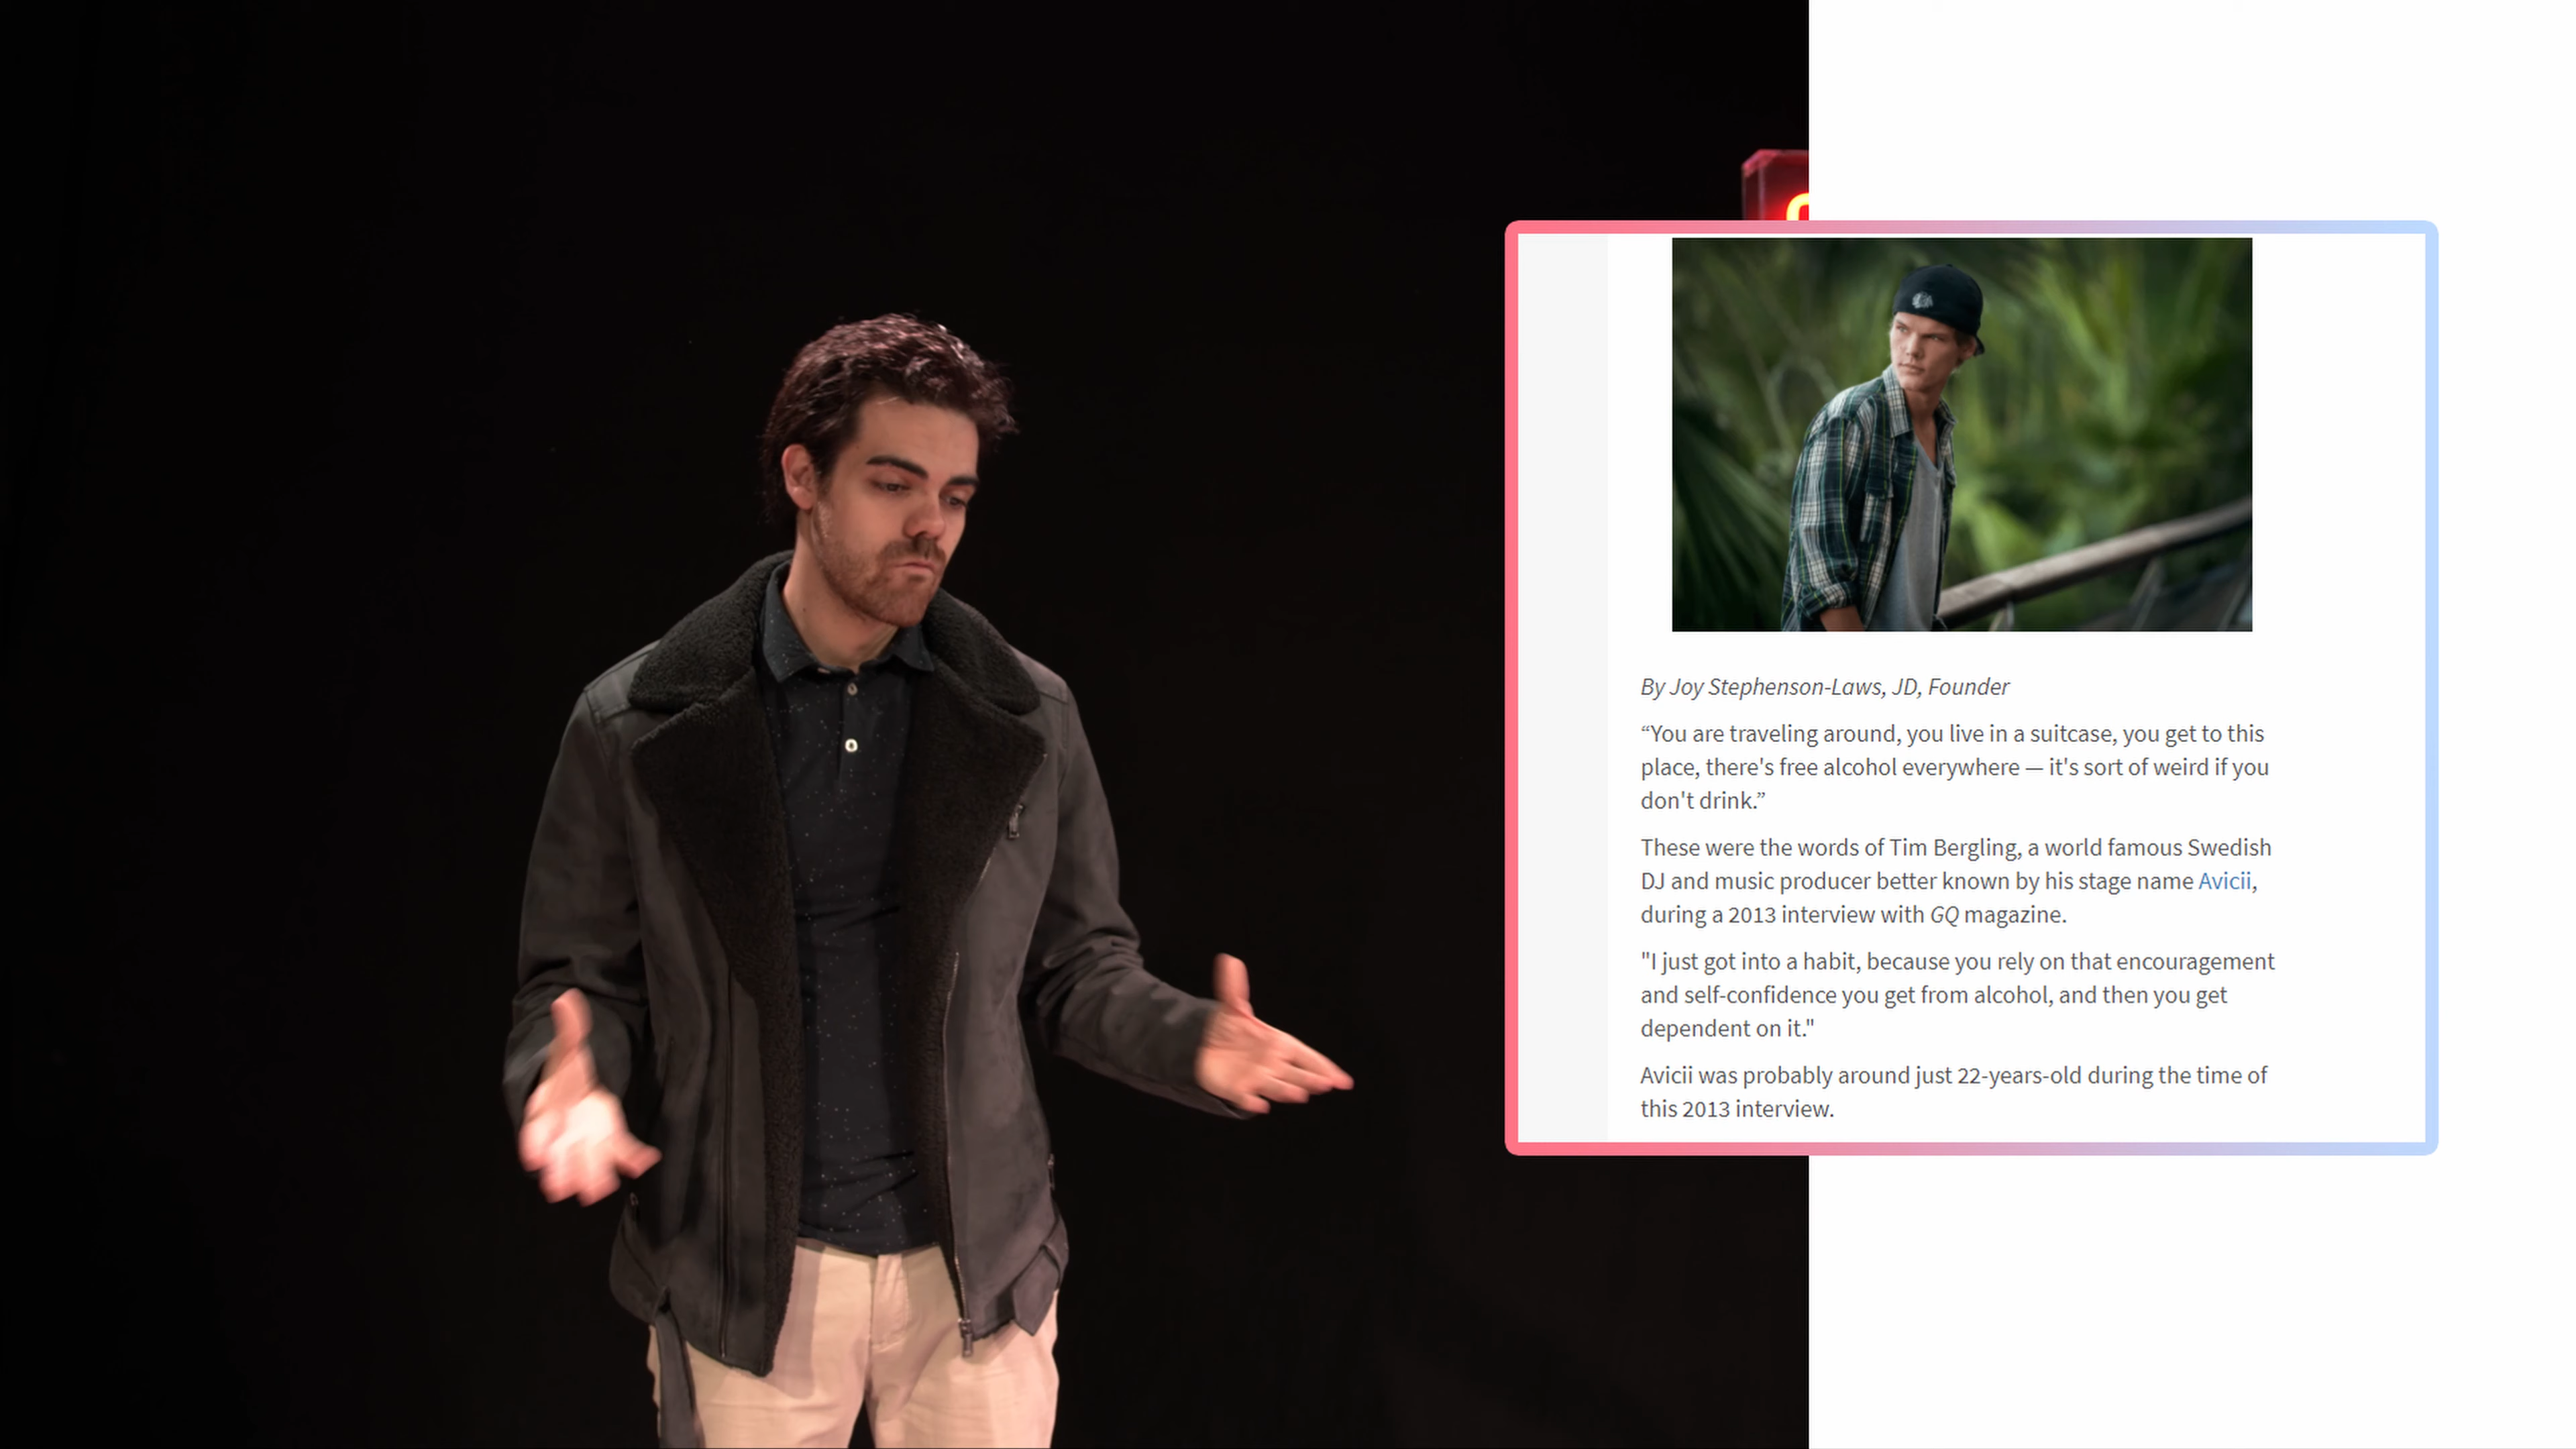 By Joy Stephenson-Laws, JD, Founder
“You are traveling around, you live in a suitcase, you get to this
place, there's free alcohol everywhere — it's sort of weird if you
don't drink.”
These were the words of Tim Bergling, a world famous Swedish
DJ and music producer better known by his stage name Avicii,
during a 2013 interview with GQ magazine.
"I just got into a habit, because you rely on that encouragement
and self-confidence you get from alcohol, and then you get
dependent on it."
Avicii was probably around just 22-years-old during the time of
this 2013 interview.